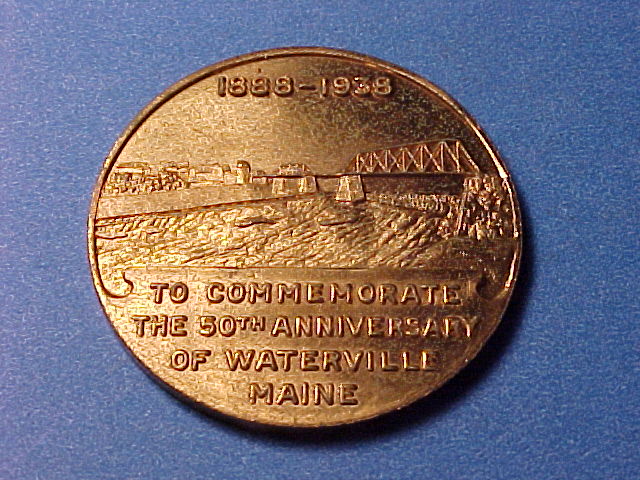 1888-1938
TO COMMEMORATE
THE 50TH ANNIVERSARY
OF WATERVILLE
MAINE